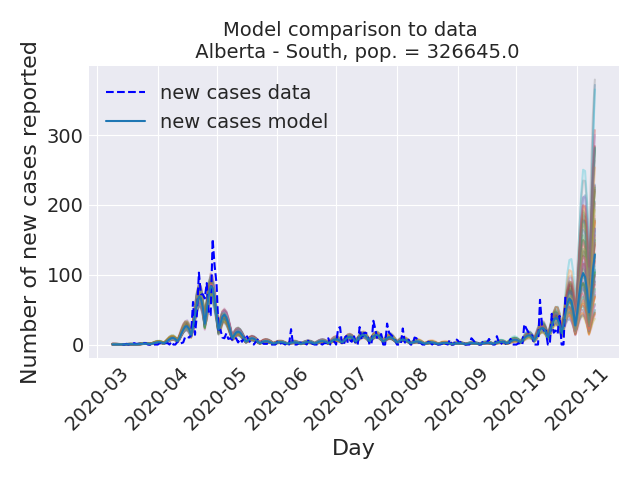 Model comparison to data
Alberta - South, pop. = 326645.0
Number of new cases reported
300
200
100
0
new cases data
new cases model
2020-03
2020-04
2020-05
2020-06
2020-07
2020-08
2020-09
2020-10
2020-11
Day